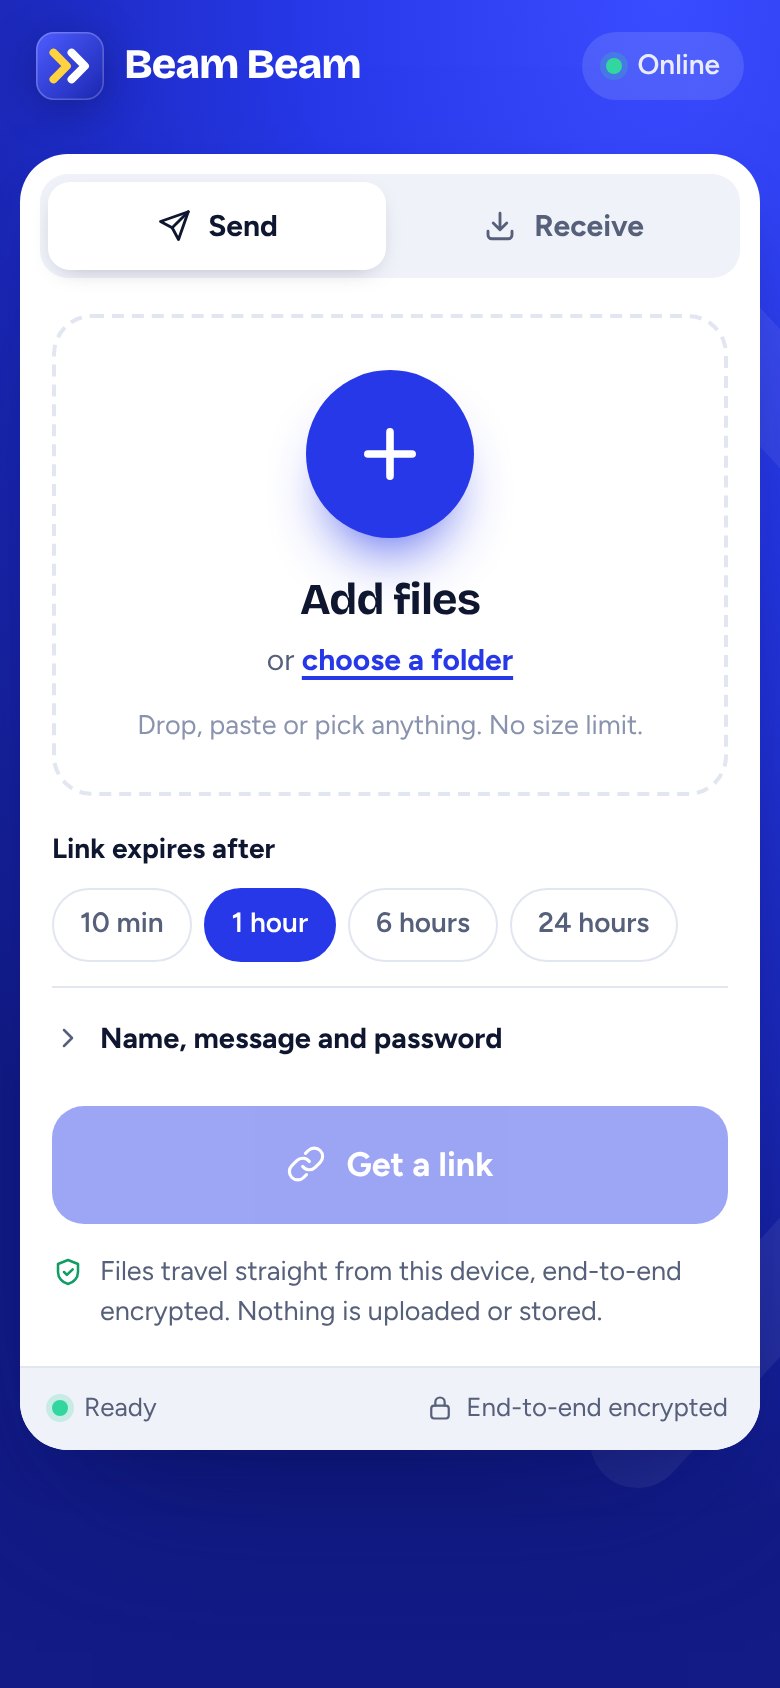 Beam Beam
Online
Send
Receive
Add files
or choose a folder
Drop, paste or pick anything. No size limit.
Link expires after
10 min
1 hour
6 hours
24 hours
Name, message and password
Get a link
Files travel straight from this device, end-to-end
encrypted. Nothing is uploaded or stored.
Ready
End-to-end encrypted